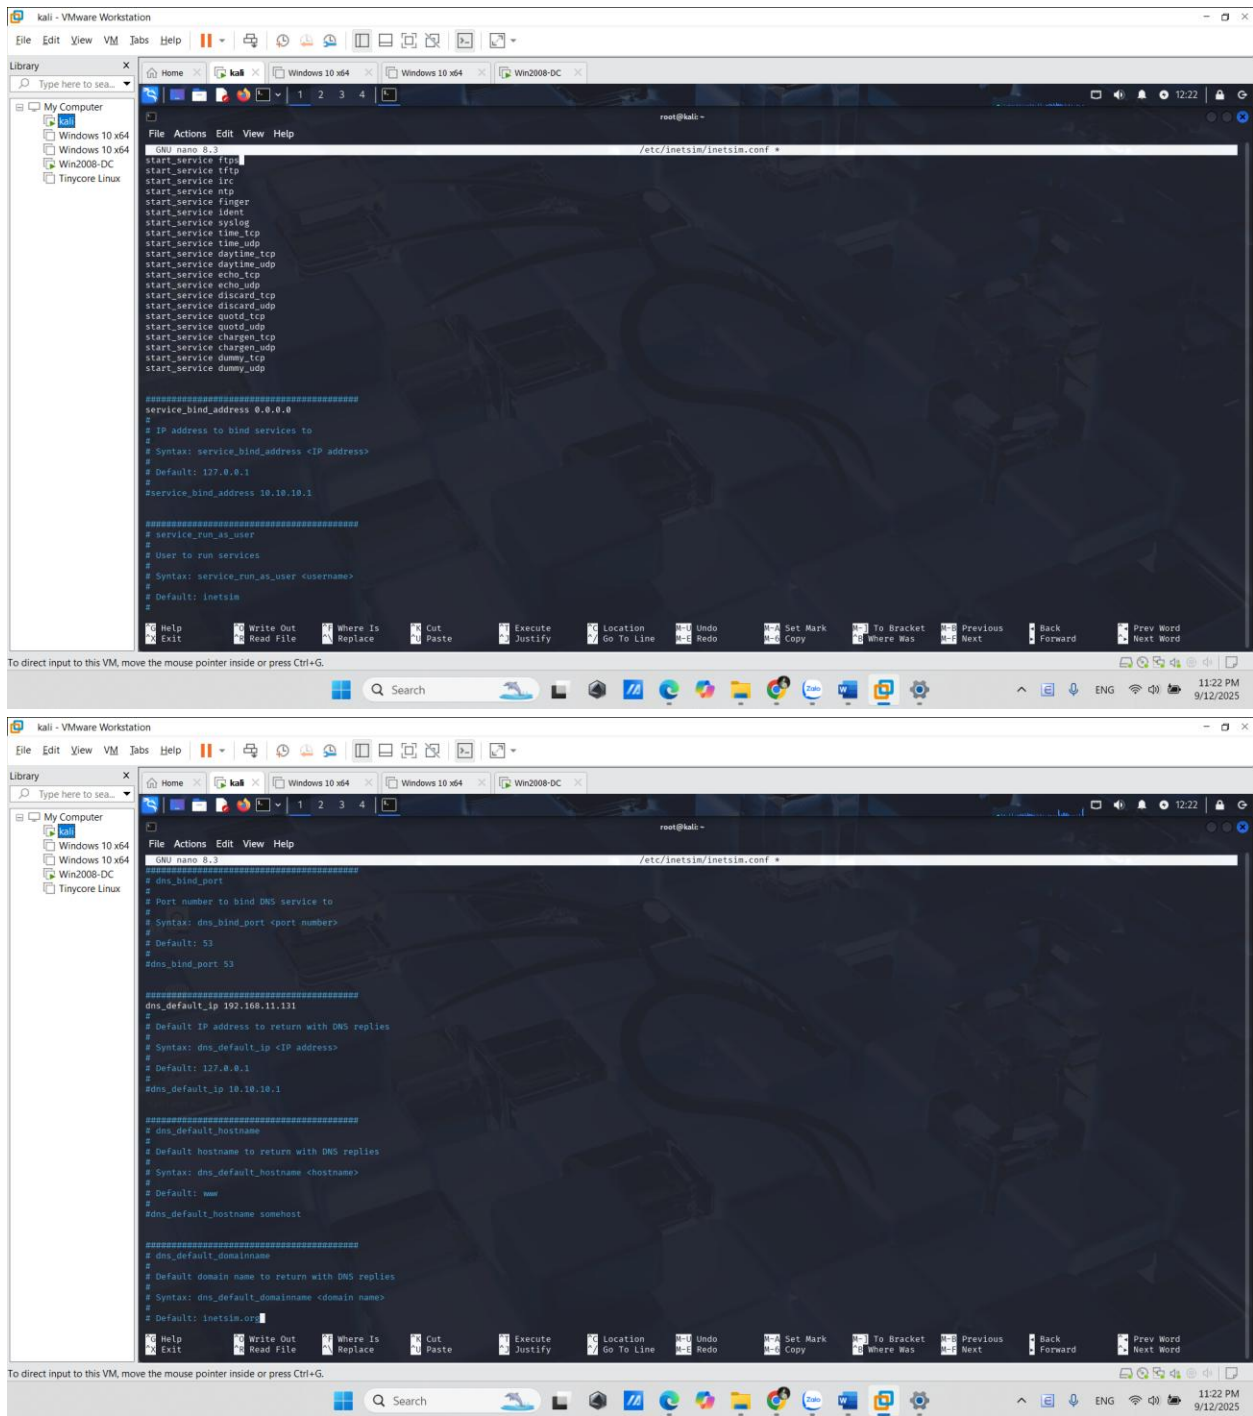 kali - VMware Workstation
File Edit View VM Tabs Help
Library X
Type here to sea...
Home kali Windows 10 x64 Windows 10 x64 Win2008-DC
My Computer
kali
Windows 10 x64
Windows 10 x64
Win2008-DC
Tinycore Linux
1 2 3 4
12:22
root@kali: ~
File Actions Edit View Help
GNU nano 8.3 /etc/inetsim/inetsim.conf *
start_service ftps
start_service tftp
start_service irc
start_service ntp
start_service finger
start_service ident
start_service syslog
start_service time_tcp
start_service time_udp
start_service daytime_tcp
start_service daytime_udp
start_service echo_tcp
start_service echo_udp
start_service discard_tcp
start_service discard_udp
start_service quotd_tcp
start_service quotd_udp
start_service chargen_tcp
start_service chargen_udp
start_service dummy_tcp
start_service dummy_udp
#########################################
service_bind_address 0.0.0.0
#
# IP address to bind services to
#
# Syntax: service_bind_address <IP address>
#
# Default: 127.0.0.1
#
#service_bind_address 10.10.10.1
#########################################
# service_run_as_user
#
# User to run services
#
# Syntax: service_run_as_user <username>
#
# Default: inetsim
#
^G Help ^O Write Out ^F Where Is ^K Cut ^T Execute ^C Location M-U Undo M-A Set Mark M-] To Bracket M-B Previous Back Prev Word
^X Exit ^R Read File ^\ Replace ^U Paste ^J Justify ^/ Go To Line M-E Redo M-6 Copy ^B Where Was M-F Next Forward Next Word
To direct input to this VM, move the mouse pointer inside or press Ctrl+G.
Search
Zalo
ENG
11:22 PM
9/12/2025
kali - VMware Workstation
File Edit View VM Tabs Help
Library X
Type here to sea...
Home kali Windows 10 x64 Windows 10 x64 Win2008-DC
My Computer
kali
Windows 10 x64
Windows 10 x64
Win2008-DC
Tinycore Linux
1 2 3 4
12:22
root@kali: ~
File Actions Edit View Help
GNU nano 8.3 /etc/inetsim/inetsim.conf *
#########################################
# dns_bind_port
#
# Port number to bind DNS service to
#
# Syntax: dns_bind_port <port number>
#
# Default: 53
#
#dns_bind_port 53
#########################################
dns_default_ip 192.168.11.131
#
# Default IP address to return with DNS replies
#
# Syntax: dns_default_ip <IP address>
#
# Default: 127.0.0.1
#
#dns_default_ip 10.10.10.1
#########################################
# dns_default_hostname
#
# Default hostname to return with DNS replies
#
# Syntax: dns_default_hostname <hostname>
#
# Default: www
#
#dns_default_hostname somehost
#########################################
# dns_default_domainname
#
# Default domain name to return with DNS replies
#
# Syntax: dns_default_domainname <domain name>
#
# Default: inetsim.org
^G Help ^O Write Out ^F Where Is ^K Cut ^T Execute ^C Location M-U Undo M-A Set Mark M-] To Bracket M-B Previous Back Prev Word
^X Exit ^R Read File ^\ Replace ^U Paste ^J Justify ^/ Go To Line M-E Redo M-6 Copy ^B Where Was M-F Next Forward Next Word
To direct input to this VM, move the mouse pointer inside or press Ctrl+G.
Search
Zalo
ENG
11:22 PM
9/12/2025